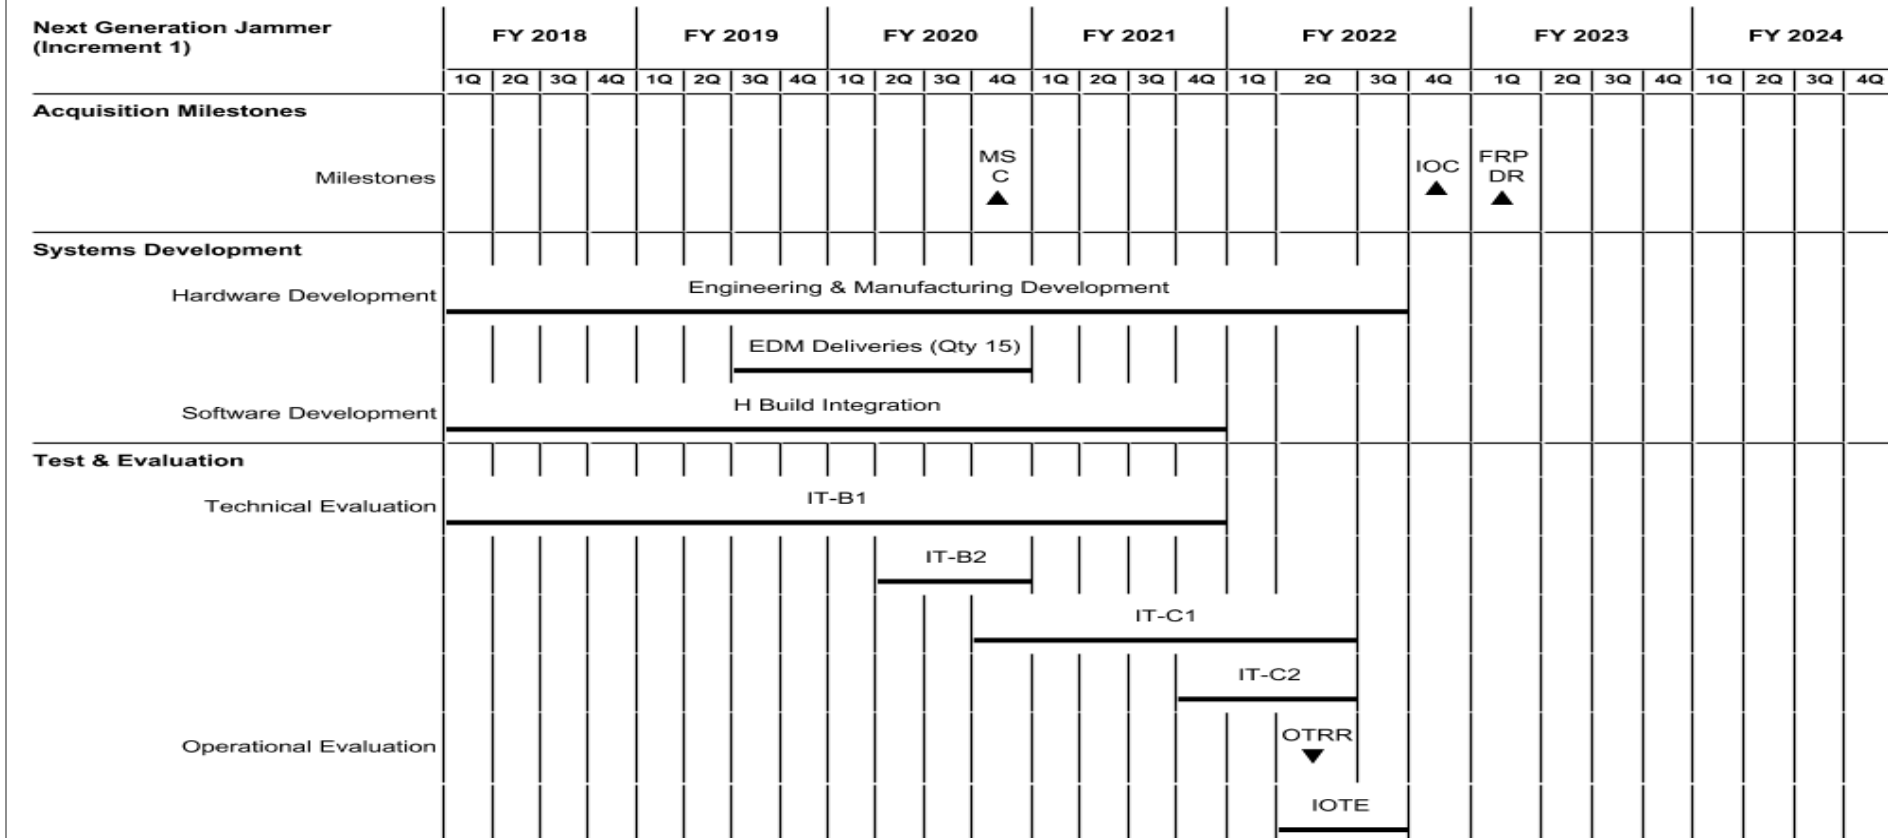 Next Generation Jammer
(Increment 1)
FY 2018 FY 2019 FY 2020 FY 2021 FY 2022 FY 2023 FY 2024
1Q 2Q 3Q 4Q 1Q 2Q 3Q 4Q 1Q 2Q 3Q 4Q 1Q 2Q 3Q 4Q 1Q 2Q 3Q 4Q 1Q 2Q 3Q 4Q 1Q 2Q 3Q 4Q
Acquisition Milestones
Milestones
MS
C
IOC
FRP
DR
Systems Development
Hardware Development
Engineering & Manufacturing Development
EDM Deliveries (Qty 15)
Software Development
H Build Integration
Test & Evaluation
Technical Evaluation
IT-B1
IT-B2
IT-C1
IT-C2
Operational Evaluation
OTRR
IOTE